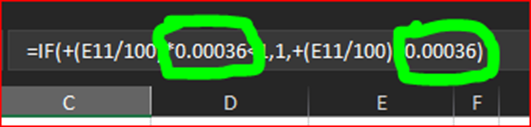 =IF(+(E11/100)*0.00036<1,1,+(E11/100) 0.00036)
C D E F